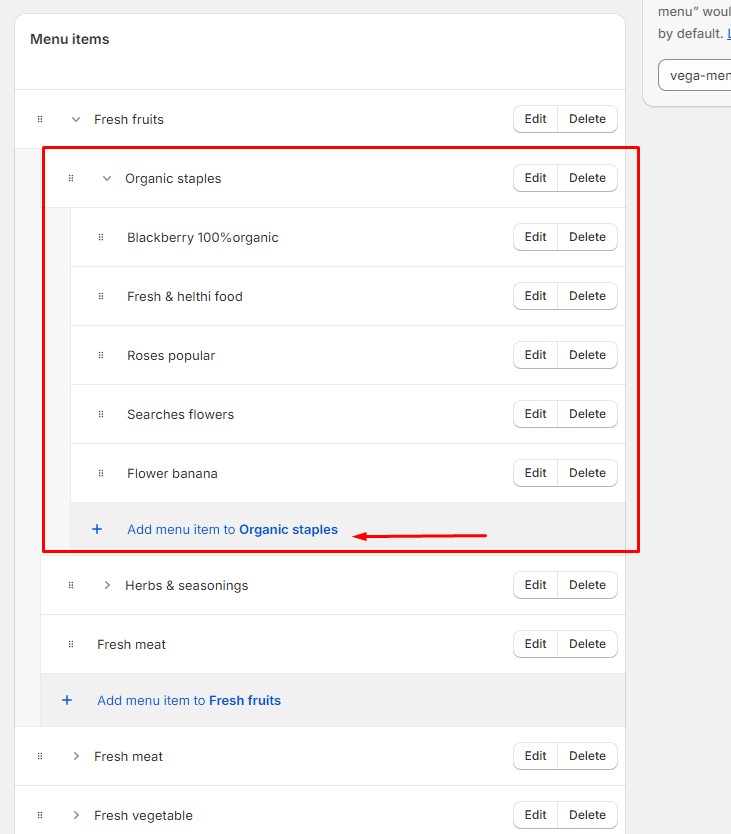 menu” woul
by default. L
vega-men
Menu items
Fresh fruits Edit Delete
Organic staples Edit Delete
Blackberry 100%organic Edit Delete
Fresh & helthi food Edit Delete
Roses popular Edit Delete
Searches flowers Edit Delete
Flower banana Edit Delete
+ Add menu item to Organic staples
Herbs & seasonings Edit Delete
Fresh meat Edit Delete
+ Add menu item to Fresh fruits
Fresh meat Edit Delete
Fresh vegetable Edit Delete